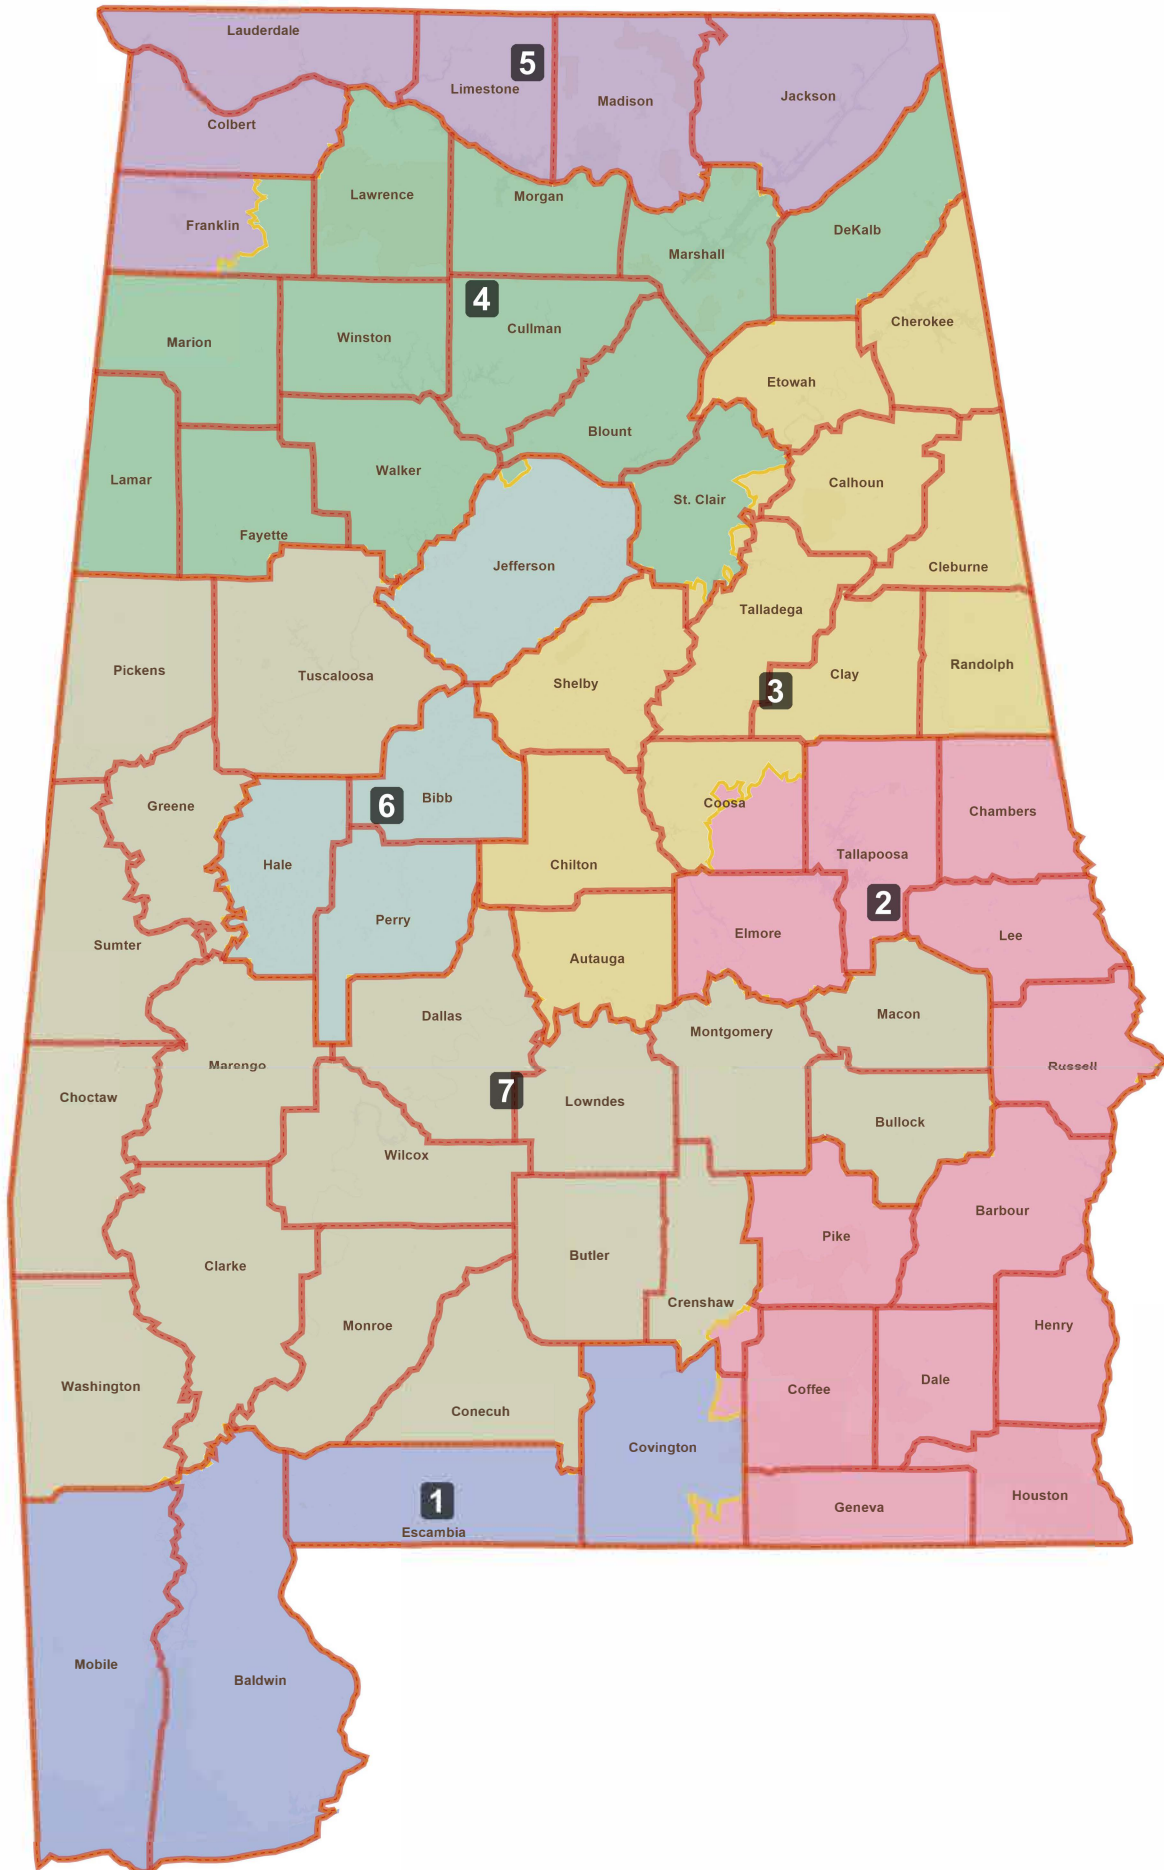 Lauderdale
5
Limestone
Madison
Jackson
Colbert
Lawrence
Morgan
Franklin
DeKalb
Marshall
4
Cullman
Cherokee
Winston
Marion
Etowah
Blount
Walker
Lamar
Calhoun
St. Clair
Fayette
Jefferson
Cleburne
Talladega
Randolph
Pickens
Clay
Tuscaloosa
Shelby
3
Bibb
6
Coosa
Greene
Chambers
Tallapoosa
Hale
Chilton
2
Perry
Elmore
Lee
Sumter
Autauga
Macon
Dallas
Montgomery
Marengo
Russell
7
Choctaw
Lowndes
Bullock
Wilcox
Barbour
Pike
Butler
Clarke
Crenshaw
Monroe
Henry
Dale
Washington
Coffee
Conecuh
Covington
1
Houston
Geneva
Escambia
Mobile
Baldwin